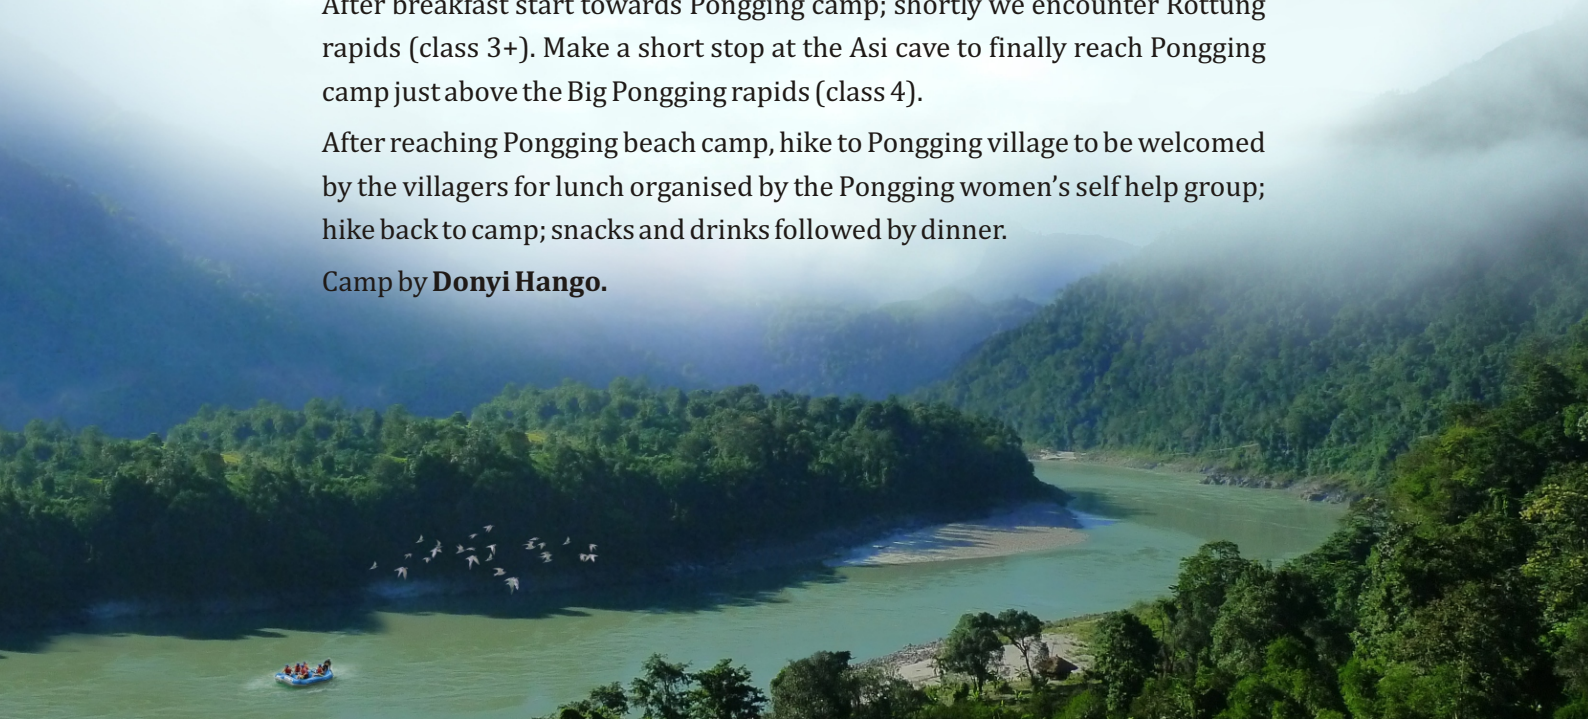 After breakfast start towards Pongging camp; shortly we encounter Rottung
rapids (class 3+). Make a short stop at the Asi cave to finally reach Pongging
camp just above the Big Pongging rapids (class 4).
After reaching Pongging beach camp, hike to Pongging village to be welcomed
by the villagers for lunch organised by the Pongging women’s self help group;
hike back to camp; snacks and drinks followed by dinner.
Camp by Donyi Hango.